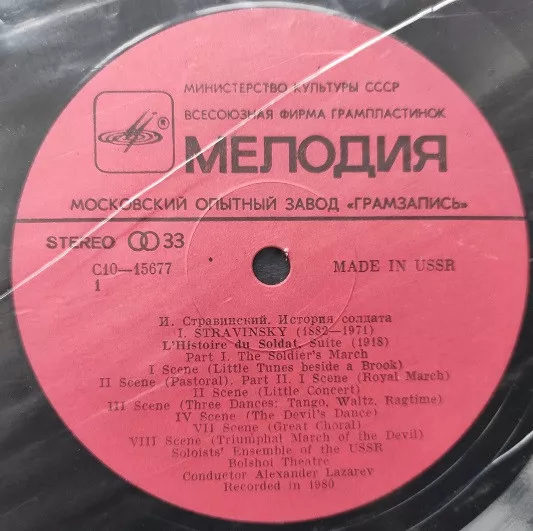 ®
МИНИСТЕРСТВО КУЛЬТУРЫ СССР
ВСЕСОЮЗНАЯ ФИРМА ГРАМПЛАСТИНОК
МЕЛОДИЯ
МОСКОВСКИЙ ОПЫТНЫЙ ЗАВОД «ГРАМЗАПИСЬ»
STEREO 33
MADE IN USSR
С10—15677
1
И. Стравинский. История солдата
I. STRAVINSKY (1882—1971)
L'Histoire du Soldat, Suite (1918)
Part I. The Soldier's March
I Scene (Little Tunes beside a Brook)
II Scene (Pastoral). Part II. I Scene (Royal March)
II Scene (Little Concert)
III Scene (Three Dances: Tango, Waltz, Ragtime)
IV Scene (The Devil's Dance)
VII Scene (Great Choral)
VIII Scene (Triumphat March of the Devil)
Soloists' Ensemble of the USSR
Bolshoi Theatre
Conductor Alexander Lazarev
Recorded in 1980